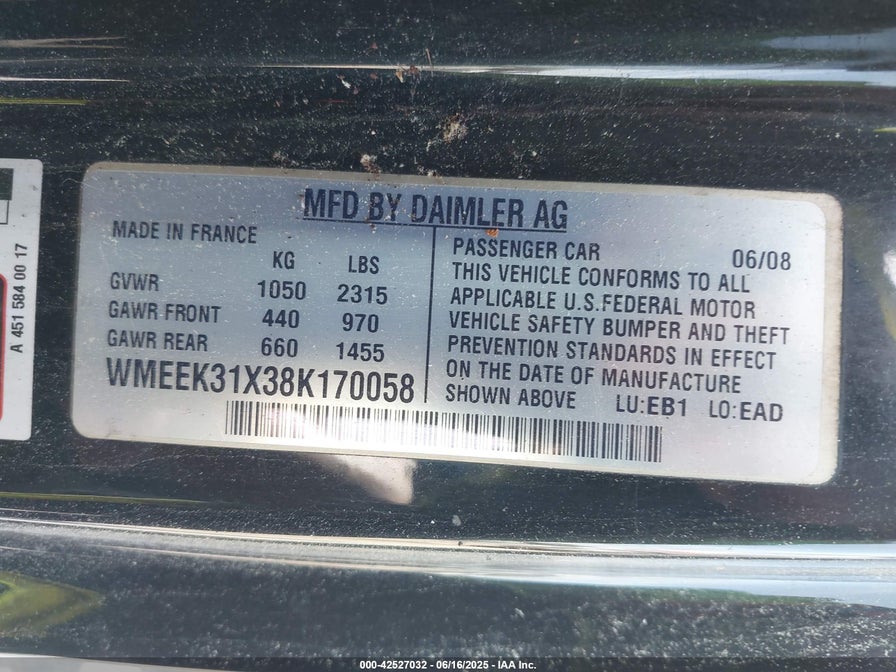 MFD BY DAIMLER AG
MADE IN FRANCE
KG LBS
GVWR 1050 2315
GAWR FRONT 440 970
GAWR REAR 660 1455
WMEEK31X38K170058
PASSENGER CAR 06/08
THIS VEHICLE CONFORMS TO ALL
APPLICABLE U.S.FEDERAL MOTOR
VEHICLE SAFETY BUMPER AND THEFT
PREVENTION STANDARDS IN EFFECT
ON THE DATE OF MANUFACTURE
SHOWN ABOVE LU:EB1 LO:EAD
A 451 584 00 17
000-42527032 - 06/16/2025 - IAA Inc.